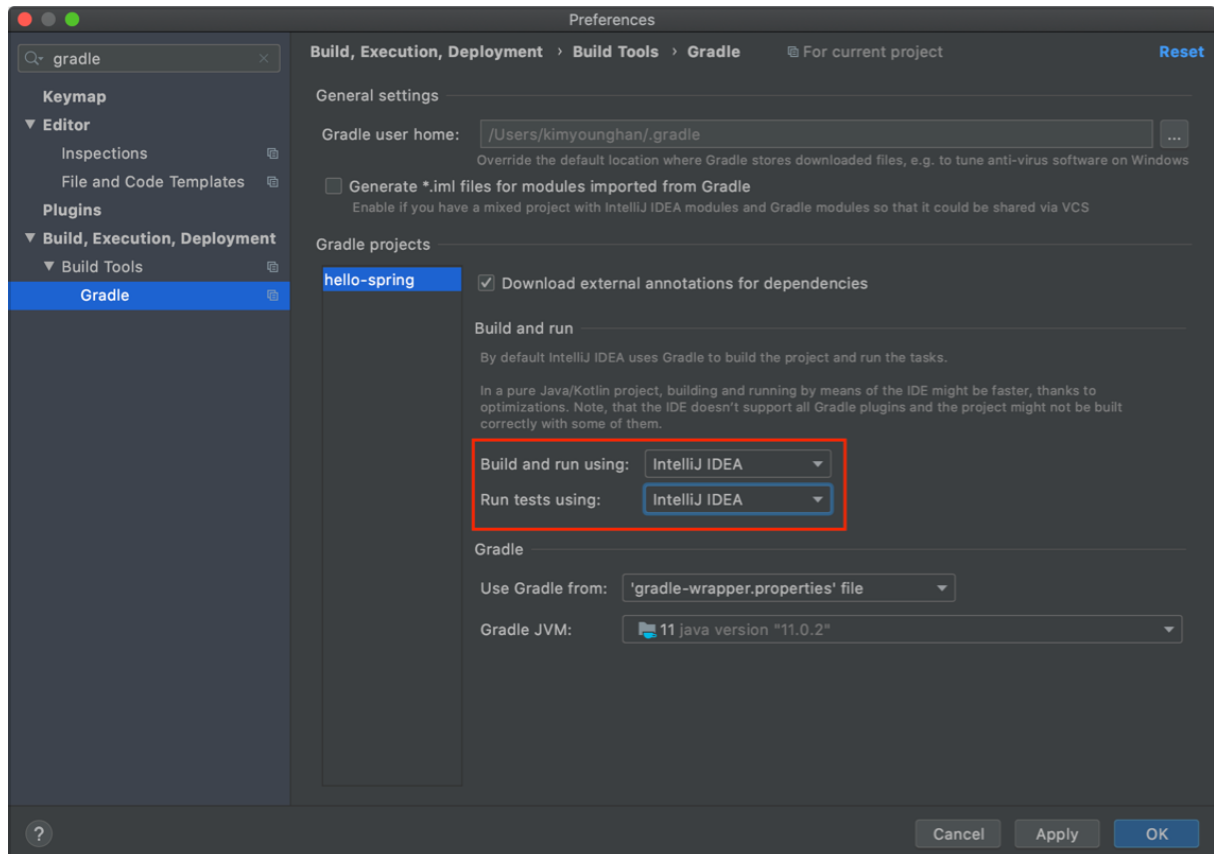 Preferences
gradle
Keymap
Editor
Inspections
File and Code Templates
Plugins
Build, Execution, Deployment
Build Tools
Gradle
Build, Execution, Deployment › Build Tools › Gradle
For current project
Reset
General settings
Gradle user home: /Users/kimyounghan/.gradle ...
Override the default location where Gradle stores downloaded files, e.g. to tune anti-virus software on Windows
Generate *.iml files for modules imported from Gradle
Enable if you have a mixed project with IntelliJ IDEA modules and Gradle modules so that it could be shared via VCS
Gradle projects
hello-spring
Download external annotations for dependencies
Build and run
By default IntelliJ IDEA uses Gradle to build the project and run the tasks.
In a pure Java/Kotlin project, building and running by means of the IDE might be faster, thanks to
optimizations. Note, that the IDE doesn't support all Gradle plugins and the project might not be built
correctly with some of them.
Build and run using: IntelliJ IDEA
Run tests using: IntelliJ IDEA
Gradle
Use Gradle from: 'gradle-wrapper.properties' file
Gradle JVM: 11 java version "11.0.2"
?
Cancel
Apply
OK